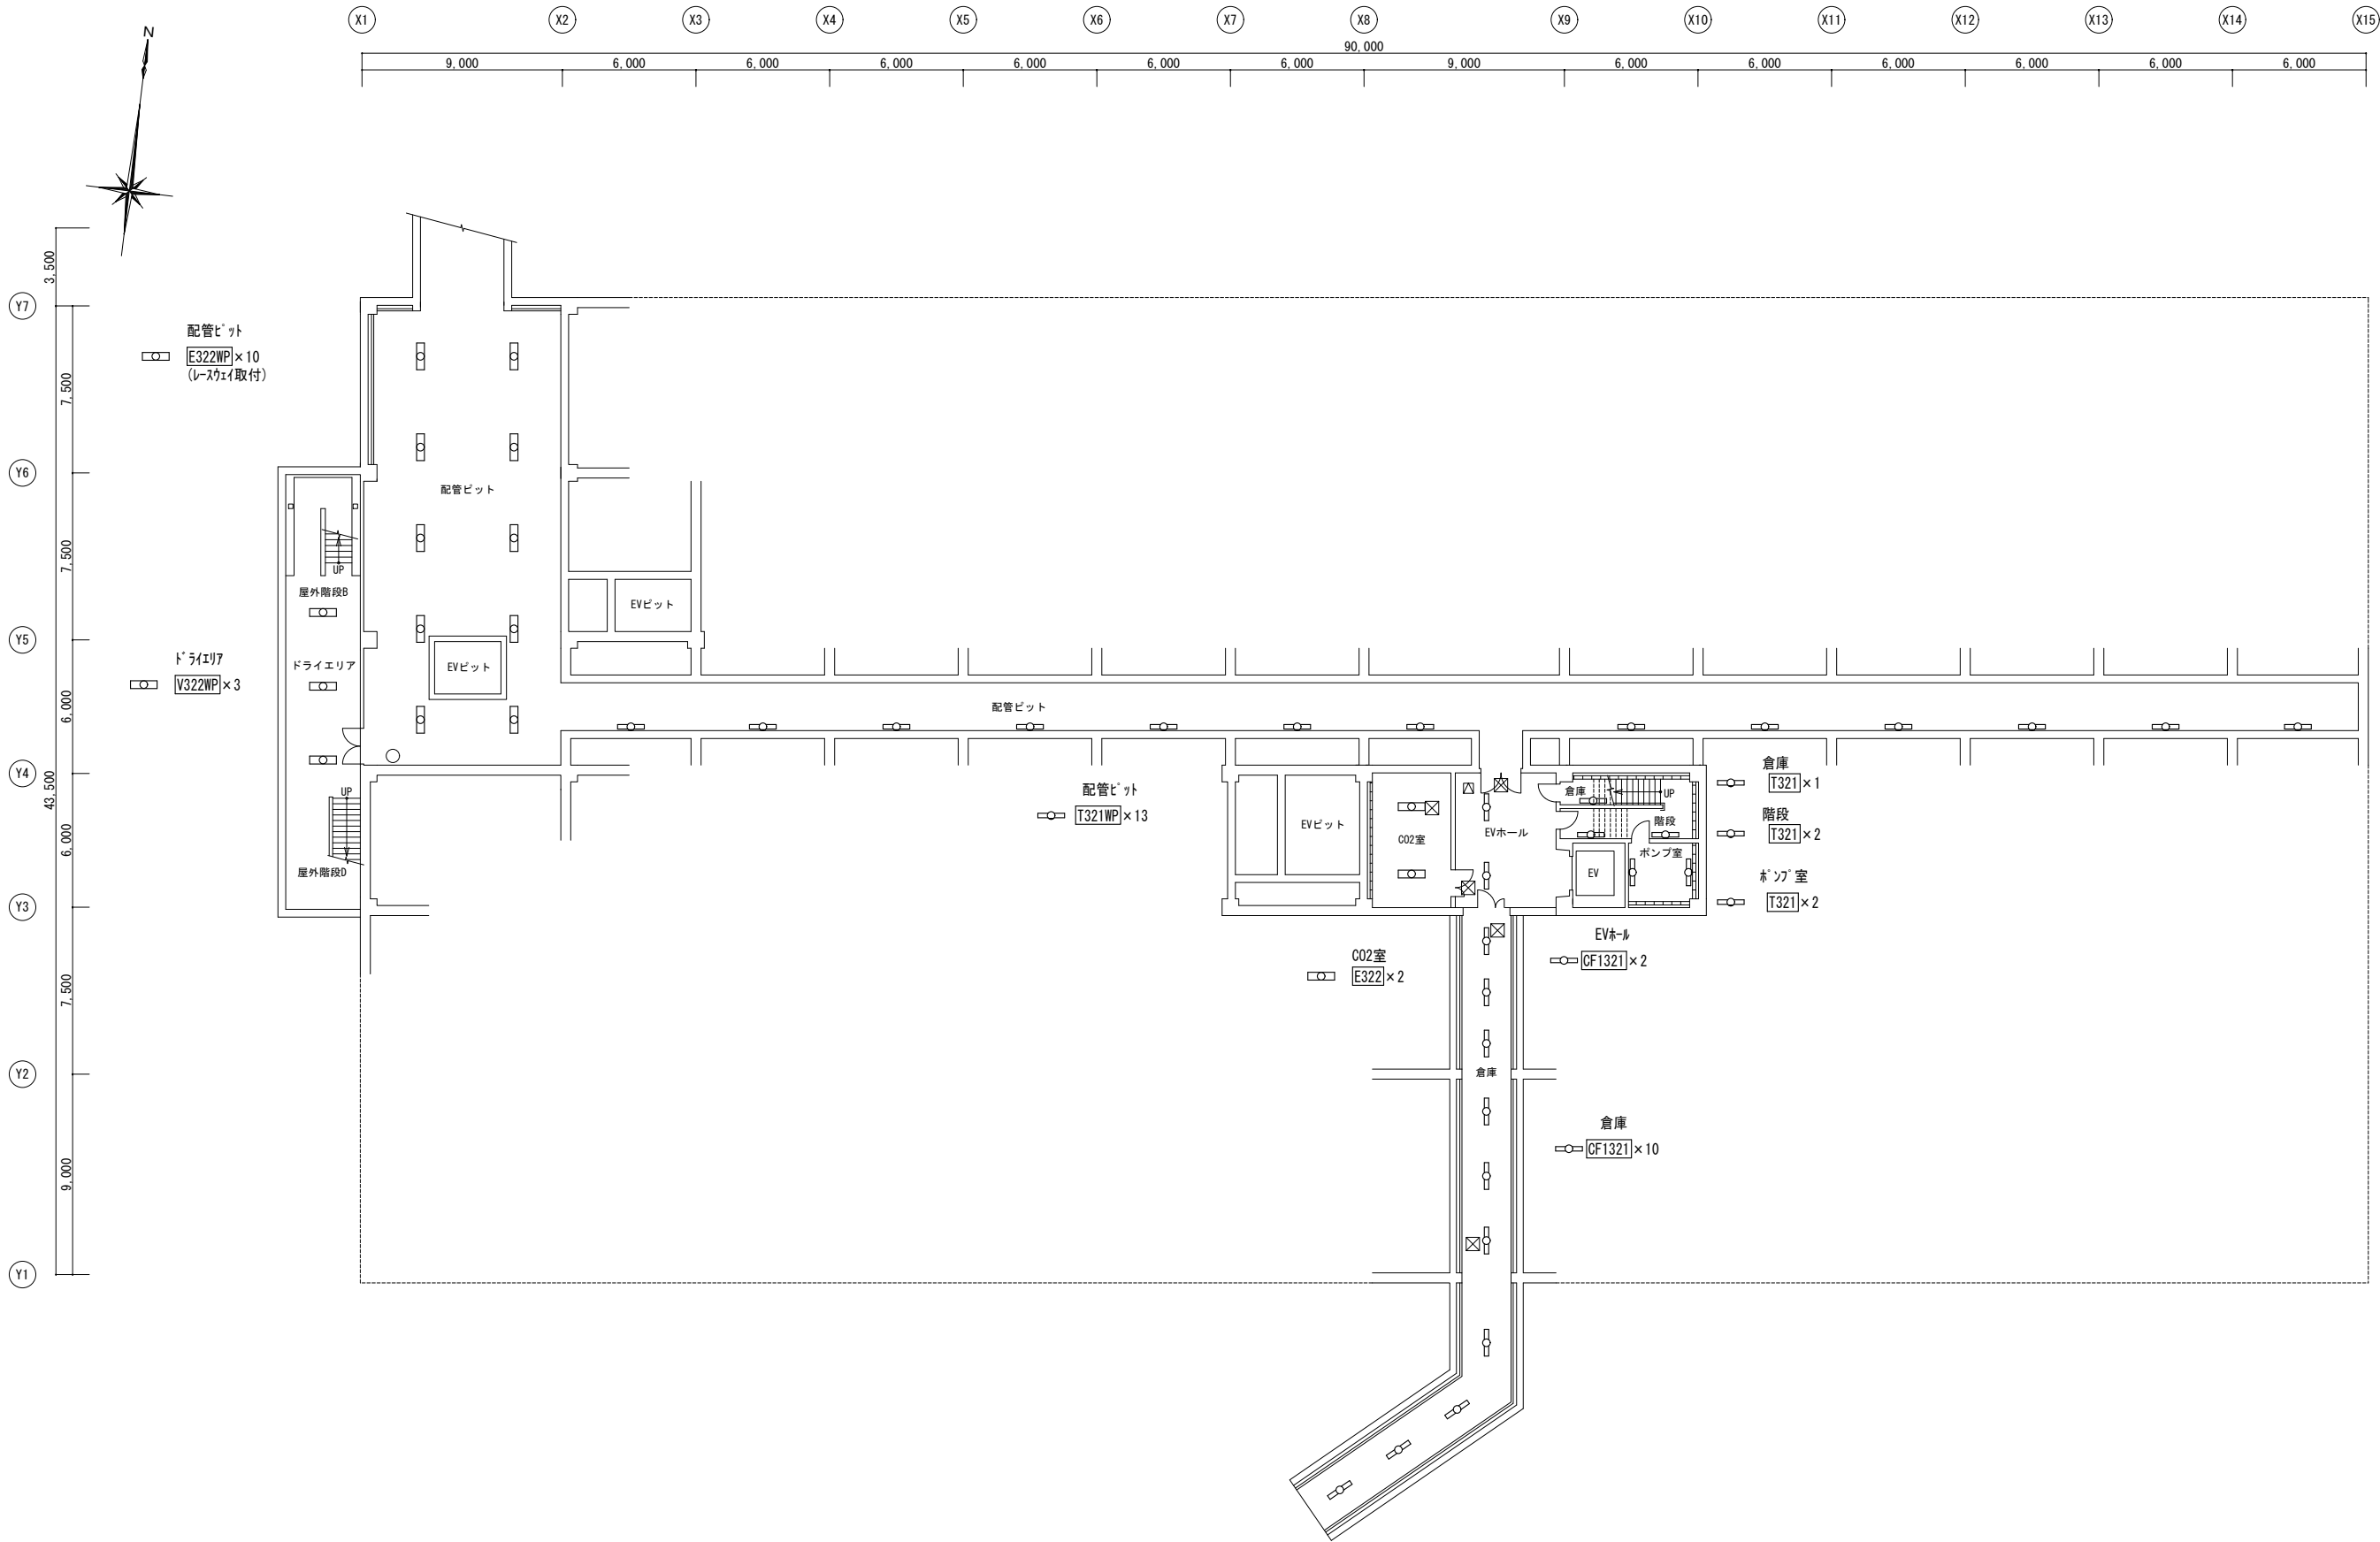 X1 X2 X3 X4 X5 X6 X7 X8 X9 X10 X11 X12 X13 X14 X15
N
90,000
9,000 6,000 6,000 6,000 6,000 6,000 6,000 9,000 6,000 6,000 6,000 6,000 6,000 6,000
3,500
Y7
配管ﾋﾟｯﾄ
E322WP×10
(ﾚｰｽｳｪｲ取付)
7,500
Y6
配管ピット
7,500
UP
屋外階段B
EVピット
Y5
ﾄﾞﾗｲｴﾘｱ
V322WP×3
ドライエリア
EVピット
6,000
配管ピット
Y4
43,500
倉庫
T321×1
配管ﾋﾟｯﾄ
T321WP×13
UP
倉庫
UP
階段
階段
T321×2
6,000
EVピット
CO2室
EVホール
ポンプ室
EV
屋外階段D
ﾎﾟﾝﾌﾟ室
T321×2
Y3
EVﾎｰﾙ
CF1321×2
CO2室
E322×2
7,500
Y2
倉庫
倉庫
CF1321×10
9,000
Y1